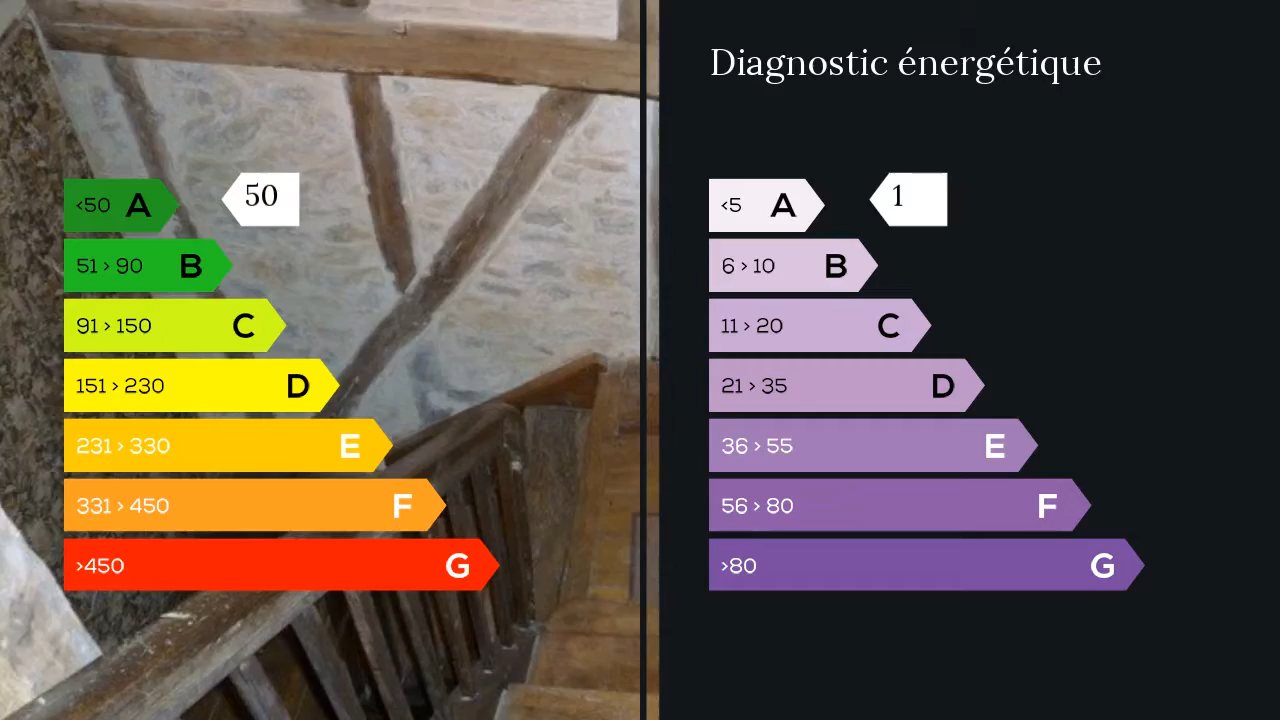 Diagnostic énergétique
<50 A
50
51 > 90 B
91 > 150 C
151 > 230 D
231 > 330 E
331 > 450 F
>450 G
<5 A
1
6 > 10 B
11 > 20 C
21 > 35 D
36 > 55 E
56 > 80 F
>80 G